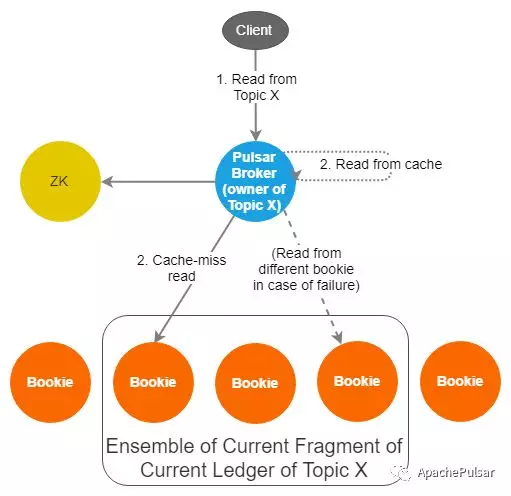 Client
1. Read from
Topic X
Pulsar
Broker
(owner of
Topic X)
2. Read from cache
ZK
2. Cache-miss
read
(Read from
different bookie
in case of failure)
Bookie
Bookie
Bookie
Bookie
Bookie
Ensemble of Current Fragment of
Current Ledger of Topic X
ApachePulsar